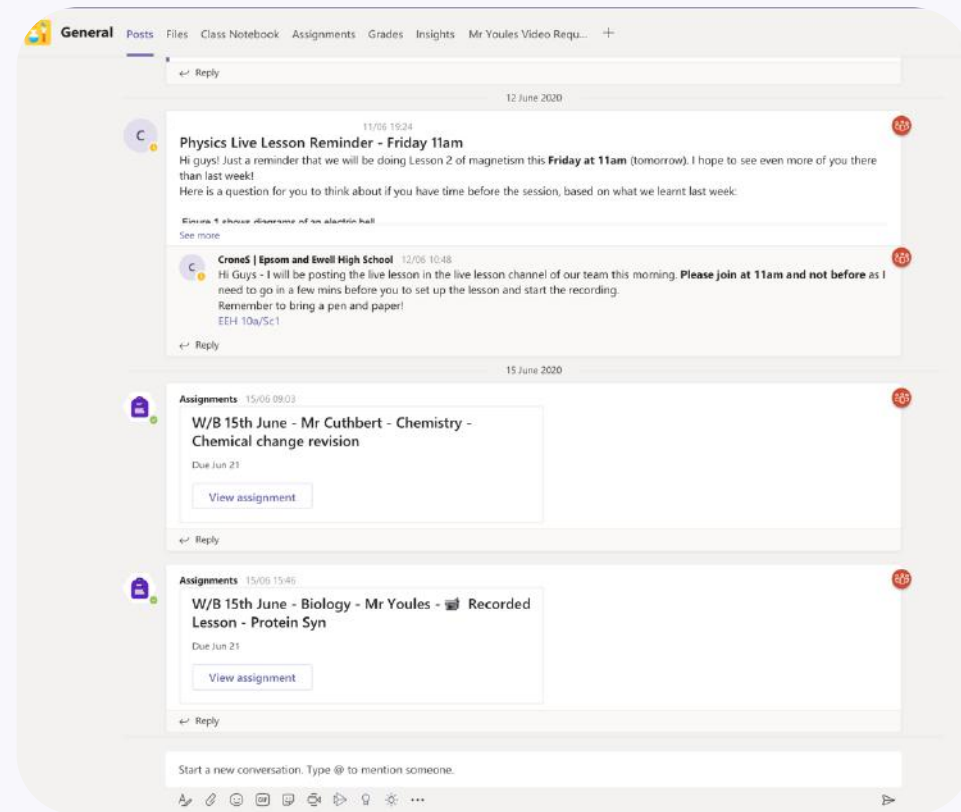 General Posts Files Class Notebook Assignments Grades Insights Mr Youles Video Requ... +
Reply
12 June 2020
C
11/06 19:24
Physics Live Lesson Reminder - Friday 11am
Hi guys! Just a reminder that we will be doing Lesson 2 of magnetism this Friday at 11am (tomorrow). I hope to see even more of you there
than last week!
Here is a question for you to think about if you have time before the session, based on what we learnt last week:
Figure 1 shows diagrams of an electric bell
See more
C
CroneS | Epsom and Ewell High School 12/06 10:48
Hi Guys - I will be posting the live lesson in the live lesson channel of our team this morning. Please join at 11am and not before as I
need to go in a few mins before you to set up the lesson and start the recording.
Remember to bring a pen and paper!
EEH 10a/Sc1
Reply
15 June 2020
Assignments 15/06 09:03
W/B 15th June - Mr Cuthbert - Chemistry -
Chemical change revision
Due Jun 21
View assignment
Reply
Assignments 15/06 15:46
W/B 15th June - Biology - Mr Youles - Recorded
Lesson - Protein Syn
Due Jun 21
View assignment
Reply
Start a new conversation. Type @ to mention someone.
GIF